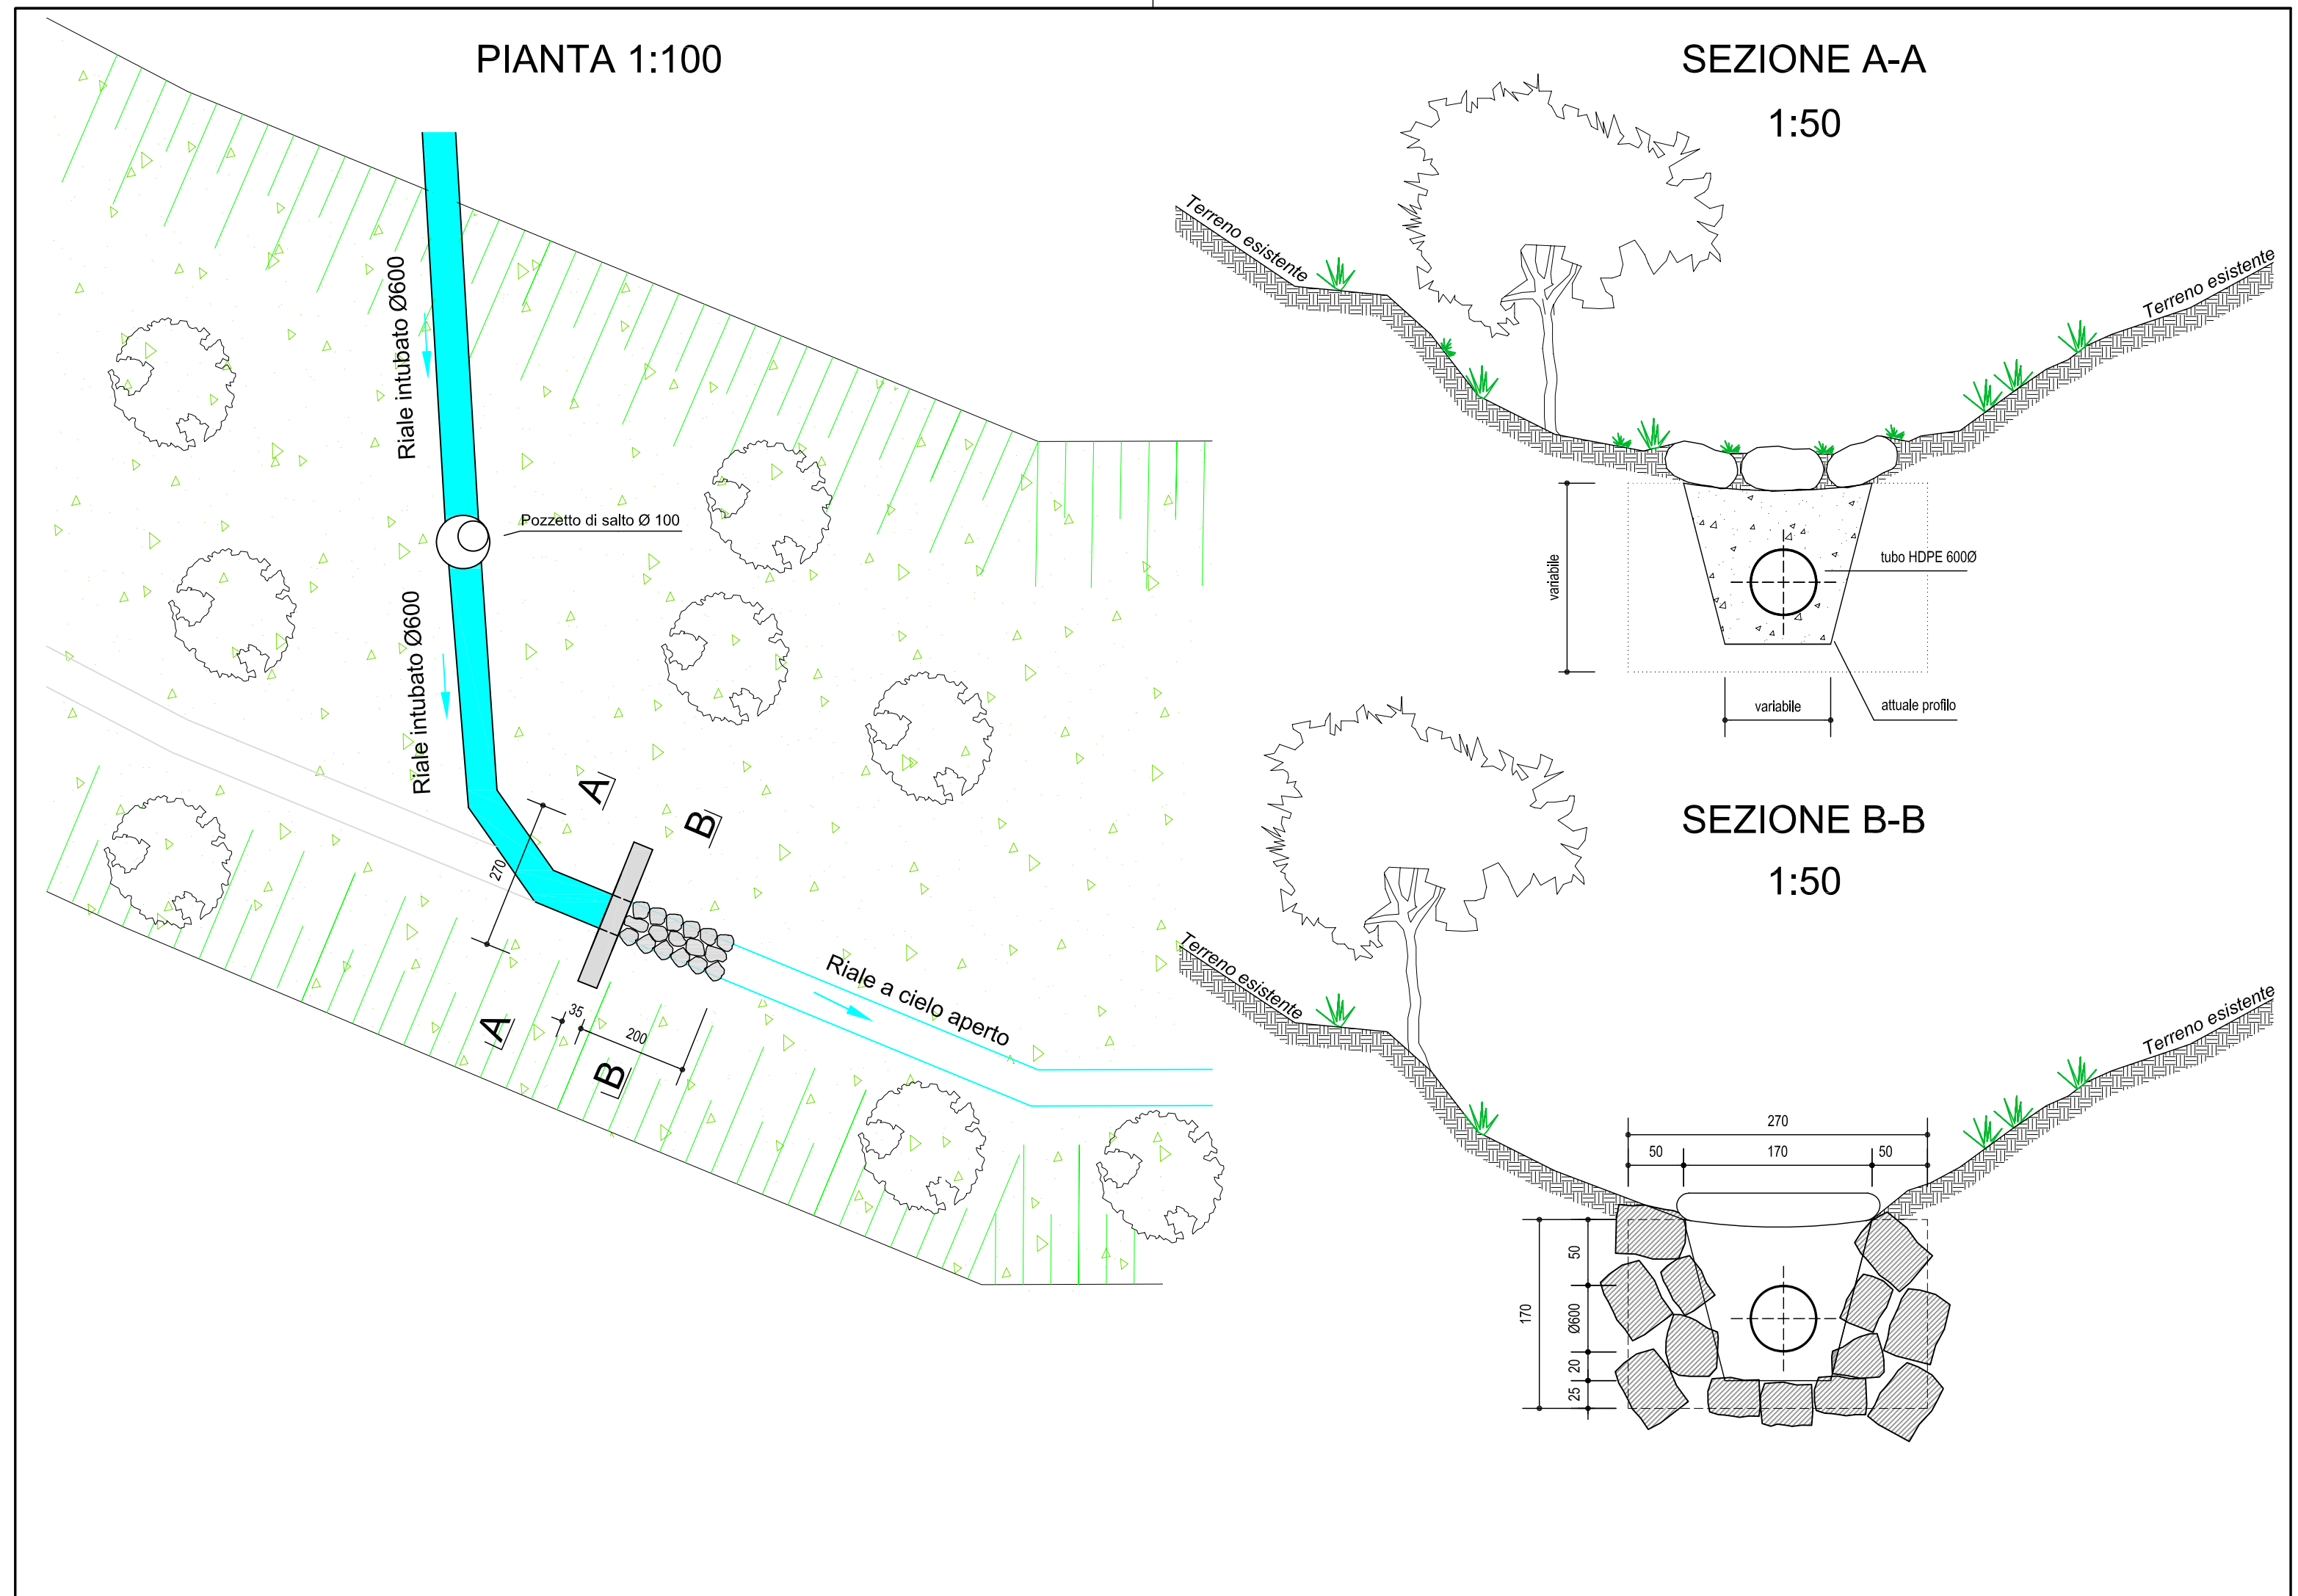 PIANTA 1:100
Riale intubato Ø600
Pozzetto di salto Ø 100
Riale intubato Ø600
A
B
270
A
35
200
B
Riale a cielo aperto
SEZIONE A-A
1:50
Terreno esistente
Terreno esistente
variabile
tubo HDPE 600Ø
variabile
attuale profilo
SEZIONE B-B
1:50
Terreno esistente
Terreno esistente
270
50
170
50
170
50
Ø600
20
25